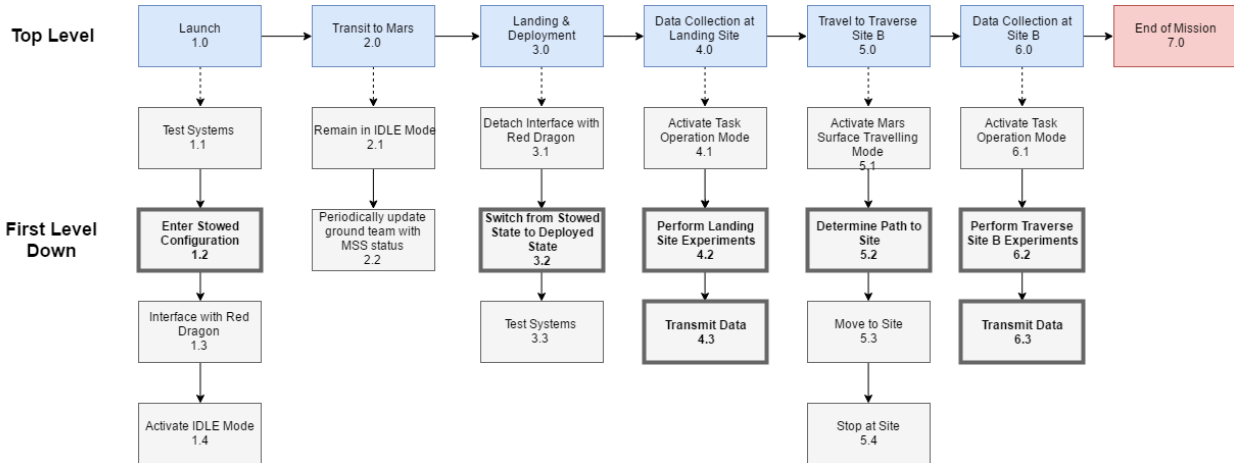 Top Level
Launch
1.0
Transit to Mars
2.0
Landing &
Deployment
3.0
Data Collection at
Landing Site
4.0
Travel to Traverse
Site B
5.0
Data Collection at
Site B
6.0
End of Mission
7.0
First Level
Down
Test Systems
1.1
Remain in IDLE Mode
2.1
Detach Interface with
Red Dragon
3.1
Activate Task
Operation Mode
4.1
Activate Mars
Surface Travelling
Mode
5.1
Activate Task
Operation Mode
6.1
Enter Stowed
Configuration
1.2
Periodically update
ground team with
MSS status
2.2
Switch from Stowed
State to Deployed
State
3.2
Perform Landing
Site Experiments
4.2
Determine Path to
Site
5.2
Perform Traverse
Site B Experiments
6.2
Interface with Red
Dragon
1.3
Test Systems
3.3
Transmit Data
4.3
Move to Site
5.3
Transmit Data
6.3
Activate IDLE Mode
1.4
Stop at Site
5.4